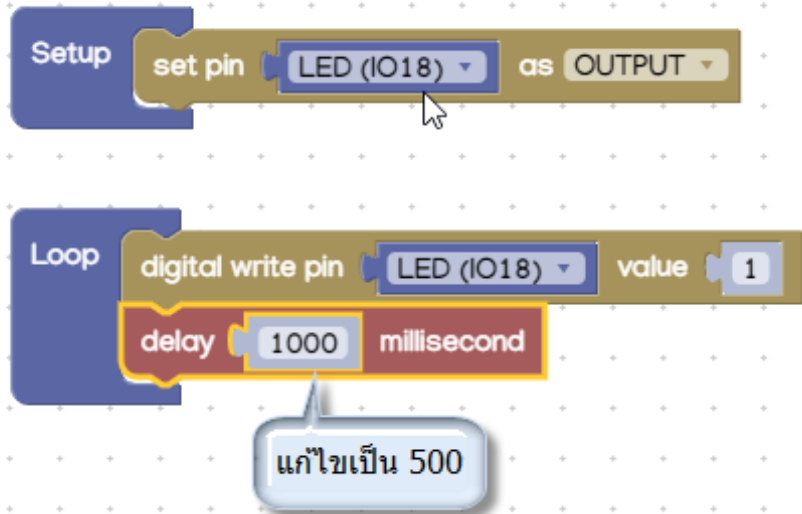 Setup set pin LED (IO18) as OUTPUT
Loop digital write pin LED (IO18) value 1
delay 1000 millisecond
แก้ไขเป็น 500